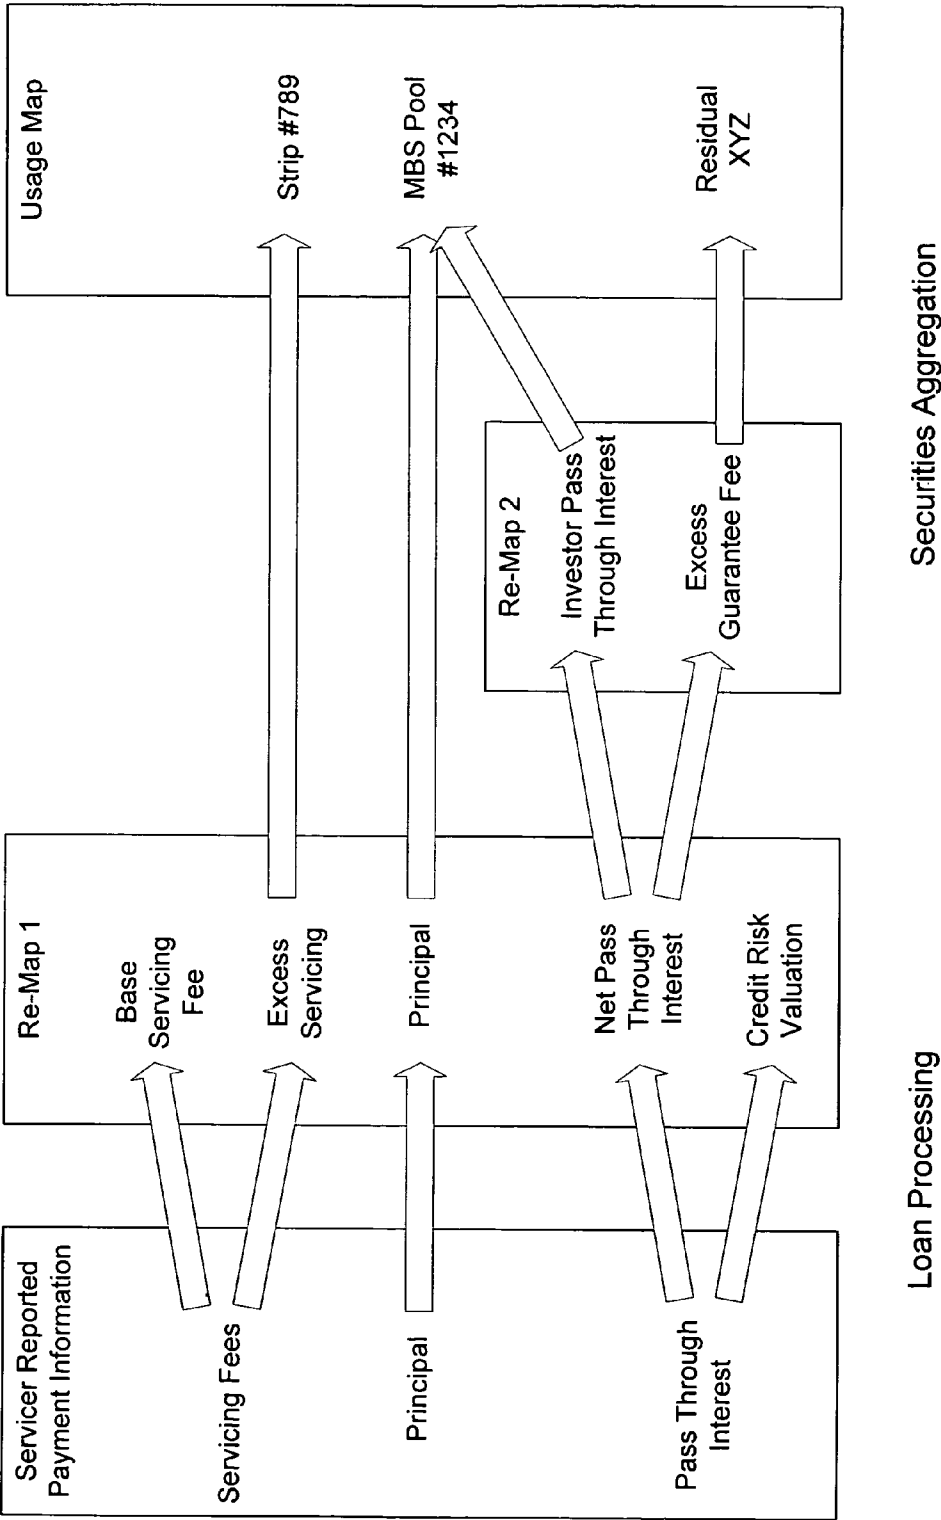 Servicer Reported
Payment Information
Servicing Fees
Principal
Pass Through
Interest
Re-Map 1
Base
Servicing
Fee
Excess
Servicing
Principal
Net Pass
Through
Interest
Credit Risk
Valuation
Re-Map 2
Investor Pass
Through Interest
Excess
Guarantee Fee
Usage Map
Strip #789
MBS Pool
#1234
Residual
XYZ
Loan Processing
Securities Aggregation